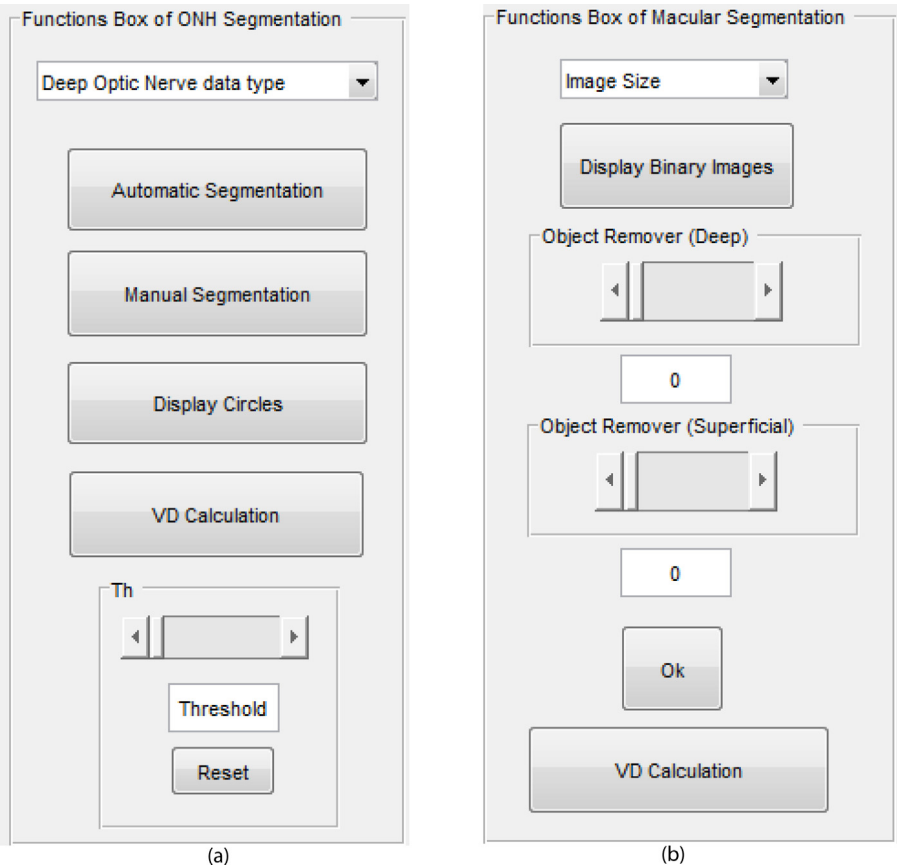 Functions Box of ONH Segmentation
Deep Optic Nerve data type
Automatic Segmentation
Manual Segmentation
Display Circles
VD Calculation
Th
Threshold
Reset
(a)
Functions Box of Macular Segmentation
Image Size
Display Binary Images
Object Remover (Deep)
0
Object Remover (Superficial)
0
Ok
VD Calculation
(b)